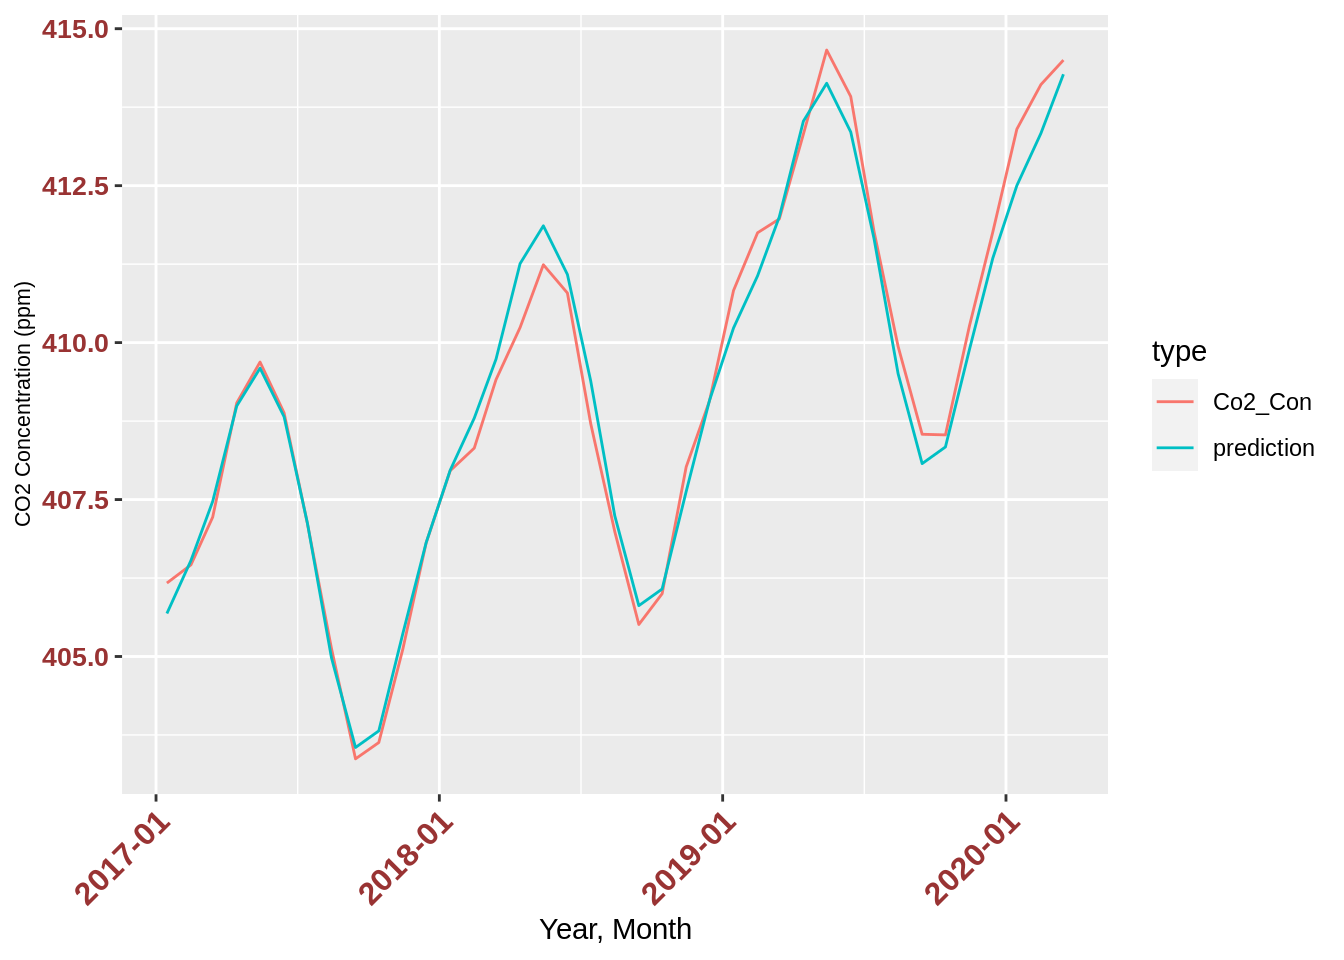 415.0
412.5
410.0
407.5
405.0
CO2 Concentration (ppm)
2017-01
2018-01
2019-01
2020-01
Year, Month
type
Co2_Con
prediction